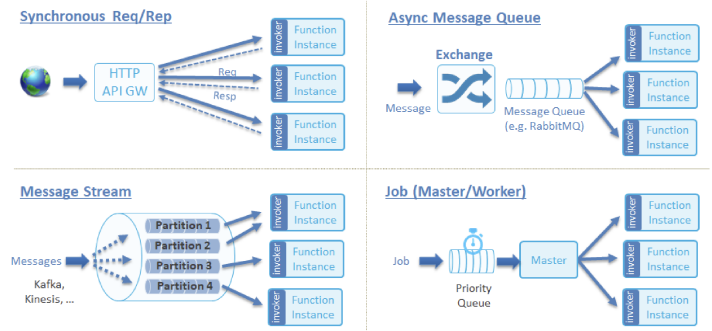 Synchronous Req/Rep
HTTP
API GW
Req
Resp
invoker
Function
Instance
invoker
Function
Instance
invoker
Function
Instance
Async Message Queue
Message
Exchange
Message Queue
(e.g. RabbitMQ)
invoker
Function
Instance
invoker
Function
Instance
invoker
Function
Instance
Message Stream
Messages
Kafka,
Kinesis, ...
Partition 1
Partition 2
Partition 3
Partition 4
invoker
Function
Instance
invoker
Function
Instance
invoker
Function
Instance
Job (Master/Worker)
Job
Priority
Queue
Master
invoker
Function
Instance
invoker
Function
Instance
invoker
Function
Instance